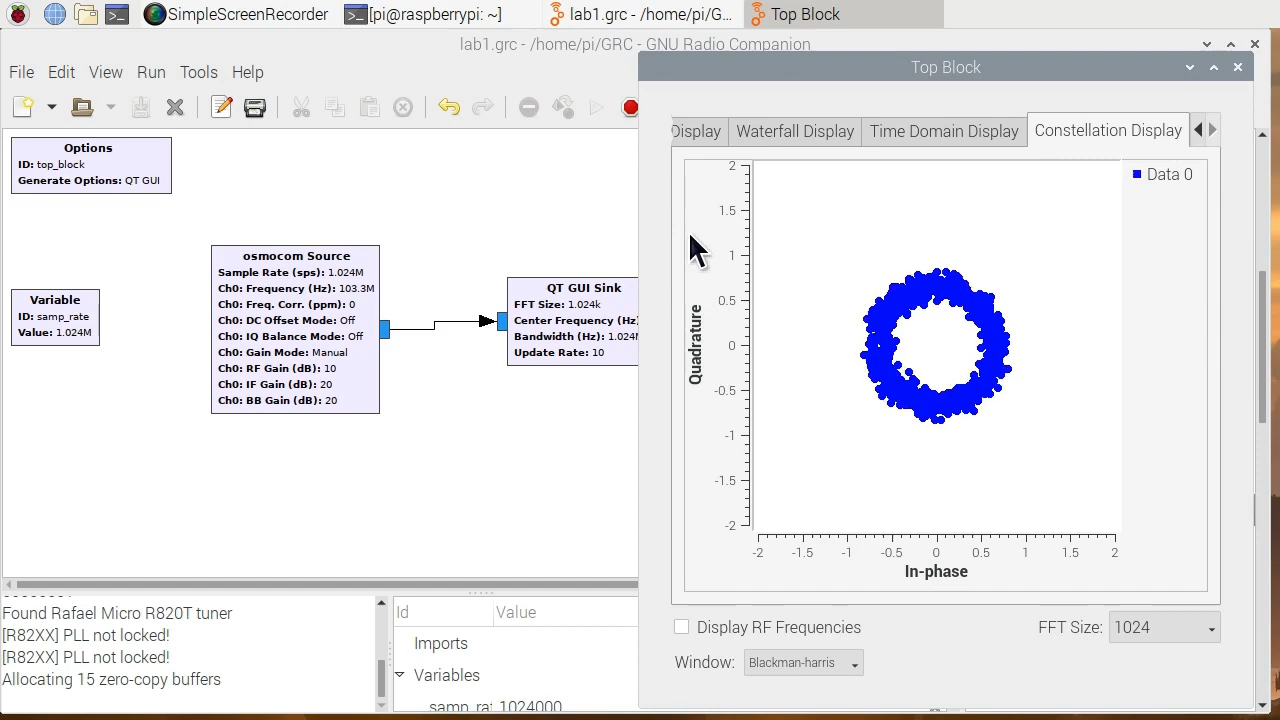 SimpleScreenRecorder
[pi@raspberrypi: ~]
lab1.grc - /home/pi/G...
Top Block
lab1.grc - /home/pi/GRC - GNU Radio Companion
File Edit View Run Tools Help
Options
ID: top_block
Generate Options: QT GUI
Variable
ID: samp_rate
Value: 1.024M
osmocom Source
Sample Rate (sps): 1.024M
Ch0: Frequency (Hz): 103.3M
Ch0: Freq. Corr. (ppm): 0
Ch0: DC Offset Mode: Off
Ch0: IQ Balance Mode: Off
Ch0: Gain Mode: Manual
Ch0: RF Gain (dB): 10
Ch0: IF Gain (dB): 20
Ch0: BB Gain (dB): 20
QT GUI Sink
FFT Size: 1.024k
Center Frequency (Hz)
Bandwidth (Hz): 1.024
Update Rate: 10
Found Rafael Micro R820T tuner
[R82XX] PLL not locked!
[R82XX] PLL not locked!
Allocating 15 zero-copy buffers
Id Value
Imports
Variables
samp_ra 1024000
Top Block
Display
Waterfall Display
Time Domain Display
Constellation Display
Data 0
2
1.5
1
0.5
0
-0.5
-1
-1.5
-2
Quadrature
-2 -1.5 -1 -0.5 0 0.5 1 1.5 2
In-phase
Display RF Frequencies
FFT Size: 1024
Window: Blackman-harris